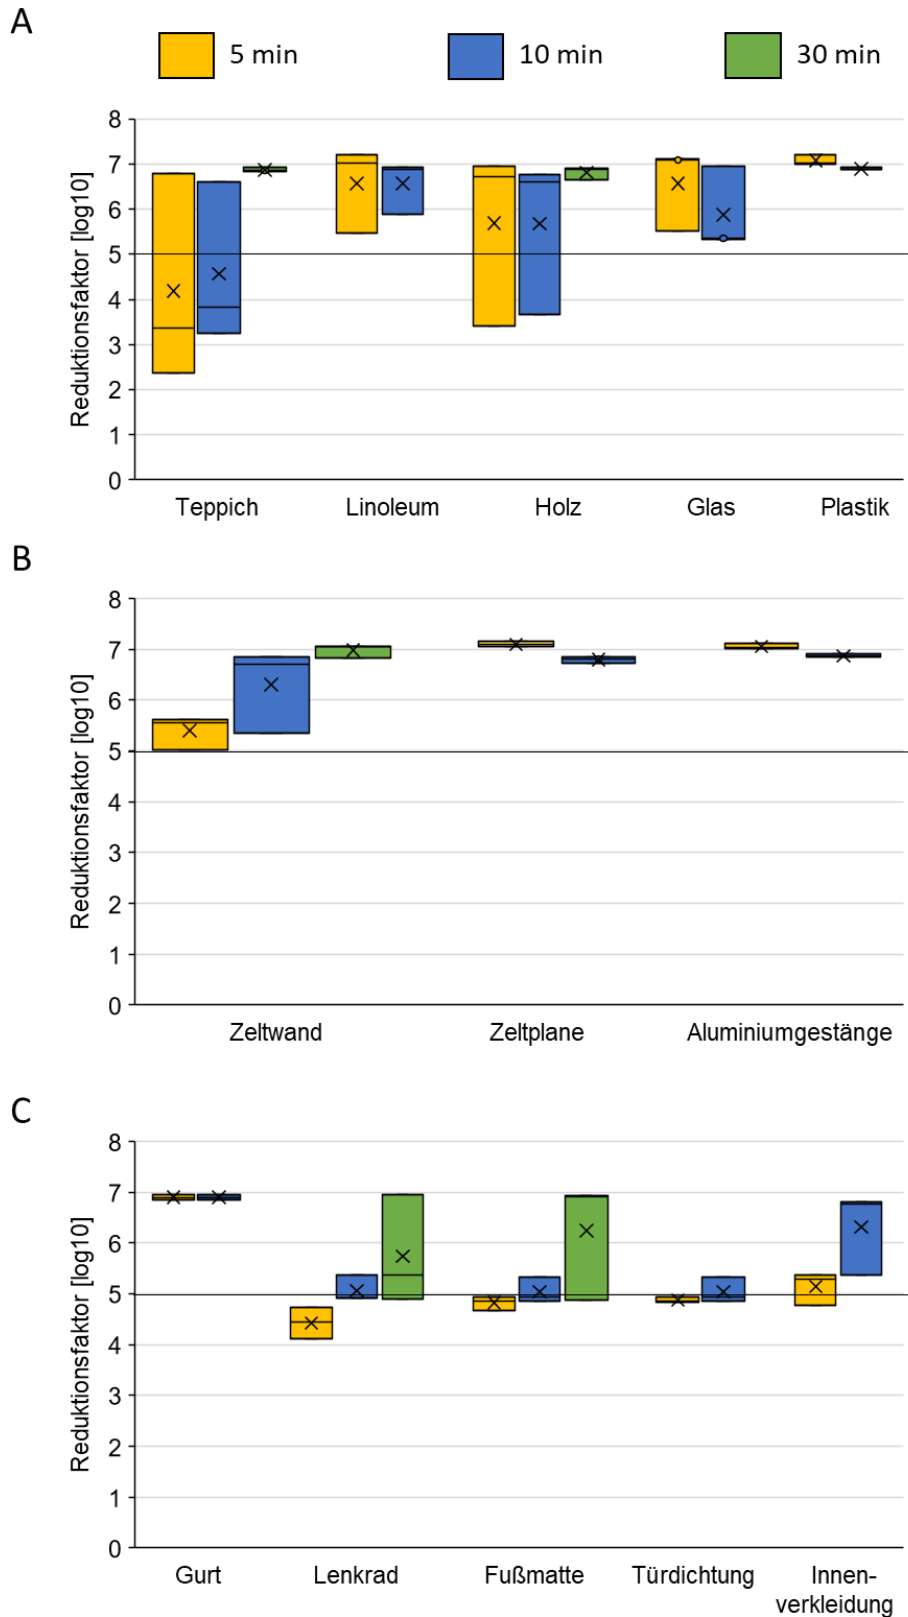 A
5 min
10 min
30 min
Reduktionsfaktor [log10]
8
7
6
5
4
3
2
1
0
Teppich
Linoleum
Holz
Glas
Plastik
B
Reduktionsfaktor [log10]
8
7
6
5
4
3
2
1
0
Zeltwand
Zeltplane
Aluminiumgestänge
C
Reduktionsfaktor [log10]
8
7
6
5
4
3
2
1
0
Gurt
Lenkrad
Fußmatte
Türdichtung
Innen-
verkleidung